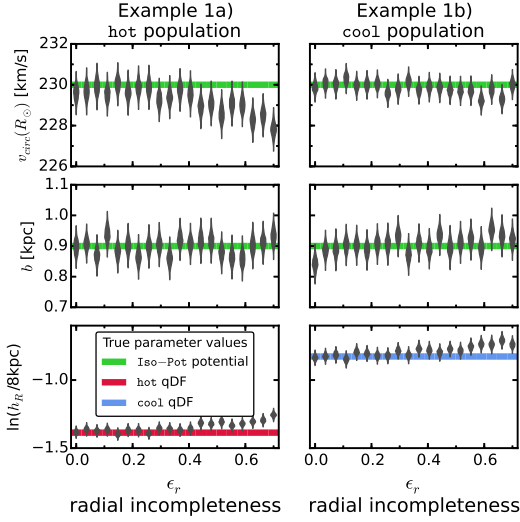 Example 1a)
hot population
Example 1b)
cool population
v_circ(R_⊙) [km/s]
232
230
228
226
b [kpc]
1.1
1.0
0.9
0.8
0.7
ln(h_R/8kpc)
−1.0
−1.5
True parameter values
Iso−Pot potential
hot qDF
cool qDF
0.0 0.2 0.4 0.6
0.0 0.2 0.4 0.6
ϵ_r
radial incompleteness
ϵ_r
radial incompleteness